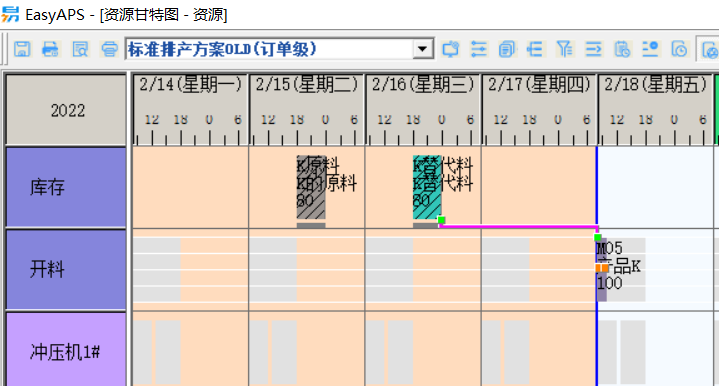 EasyAPS - [资源甘特图 - 资源]
标准排产方案OLD(订单级)
2022
2/14(星期一) 2/15(星期二) 2/16(星期三) 2/17(星期四) 2/18(星期五)
12 18 0 6 12 18 0 6 12 18 0 6 12 18 0 6 12 18 0 6
库存
K原料
K的原料
80
K替代料
K替代料
80
开料
M05
产品K
100
冲压机1#